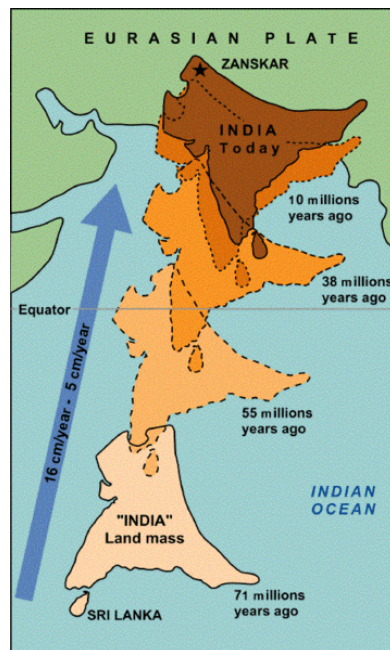 EURASIAN PLATE
ZANSKAR
INDIA
Today
10 millions
years ago
38 millions
years ago
Equator
16 cm/year - 5 cm/year
55 millions
years ago
INDIAN
OCEAN
"INDIA"
Land mass
71 millions
years ago
SRI LANKA